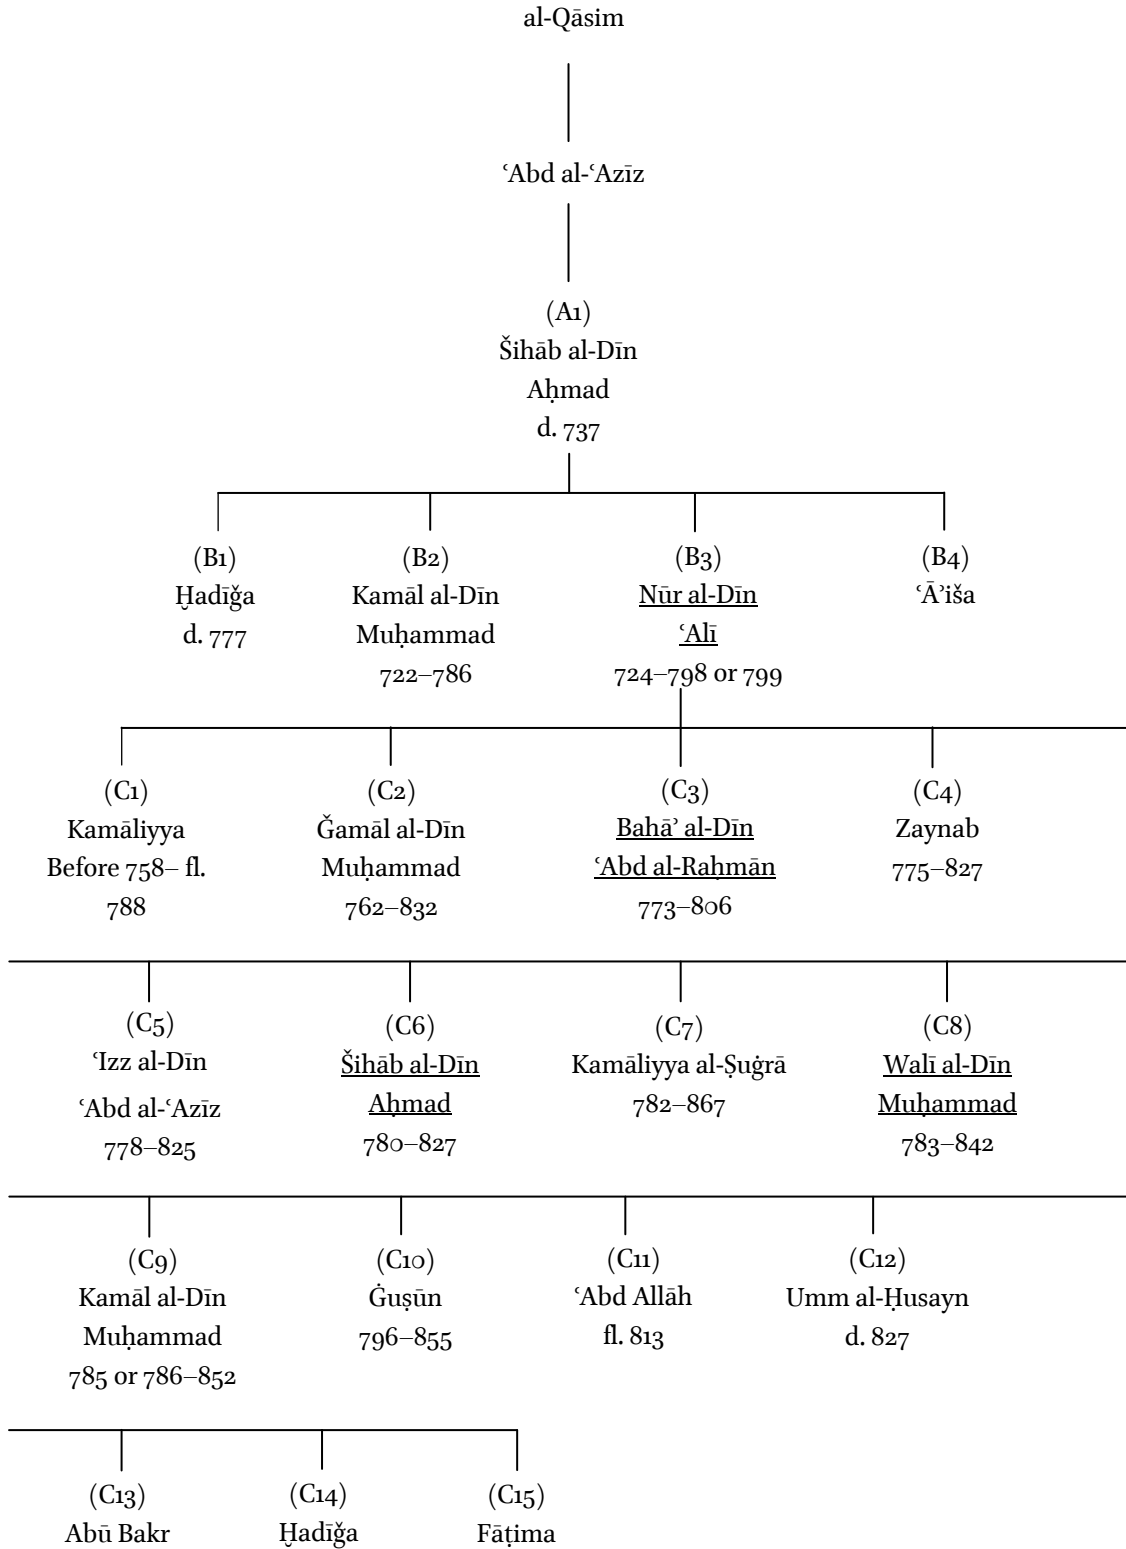 al-Qāsim
ʿAbd al-ʿAzīz
(A1)
Šihāb al-Dīn
Aḥmad
d. 737
(B1)
Ḫadīǧa
d. 777
(B2)
Kamāl al-Dīn
Muḥammad
722–786
(B3)
Nūr al-Dīn
ʿAlī
724–798 or 799
(B4)
ʿĀʾiša
(C1)
Kamāliyya
Before 758– fl.
788
(C2)
Ǧamāl al-Dīn
Muḥammad
762–832
(C3)
Bahāʾ al-Dīn
ʿAbd al-Raḥmān
773–806
(C4)
Zaynab
775–827
(C5)
ʿIzz al-Dīn
ʿAbd al-ʿAzīz
778–825
(C6)
Šihāb al-Dīn
Aḥmad
780–827
(C7)
Kamāliyya al-Ṣuġrā
782–867
(C8)
Walī al-Dīn
Muḥammad
783–842
(C9)
Kamāl al-Dīn
Muḥammad
785 or 786–852
(C10)
Ġuṣūn
796–855
(C11)
ʿAbd Allāh
fl. 813
(C12)
Umm al-Ḥusayn
d. 827
(C13)
Abū Bakr
(C14)
Ḫadīǧa
(C15)
Fāṭima